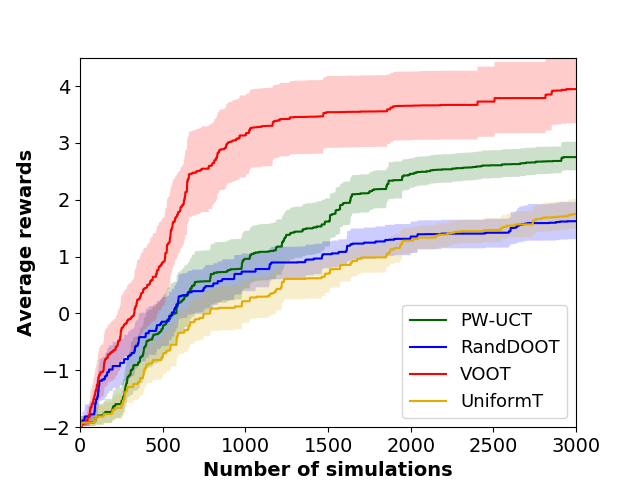 Average rewards
4
3
2
1
0
−1
−2
0 500 1000 1500 2000 2500 3000
Number of simulations
PW-UCT
RandDOOT
VOOT
UniformT